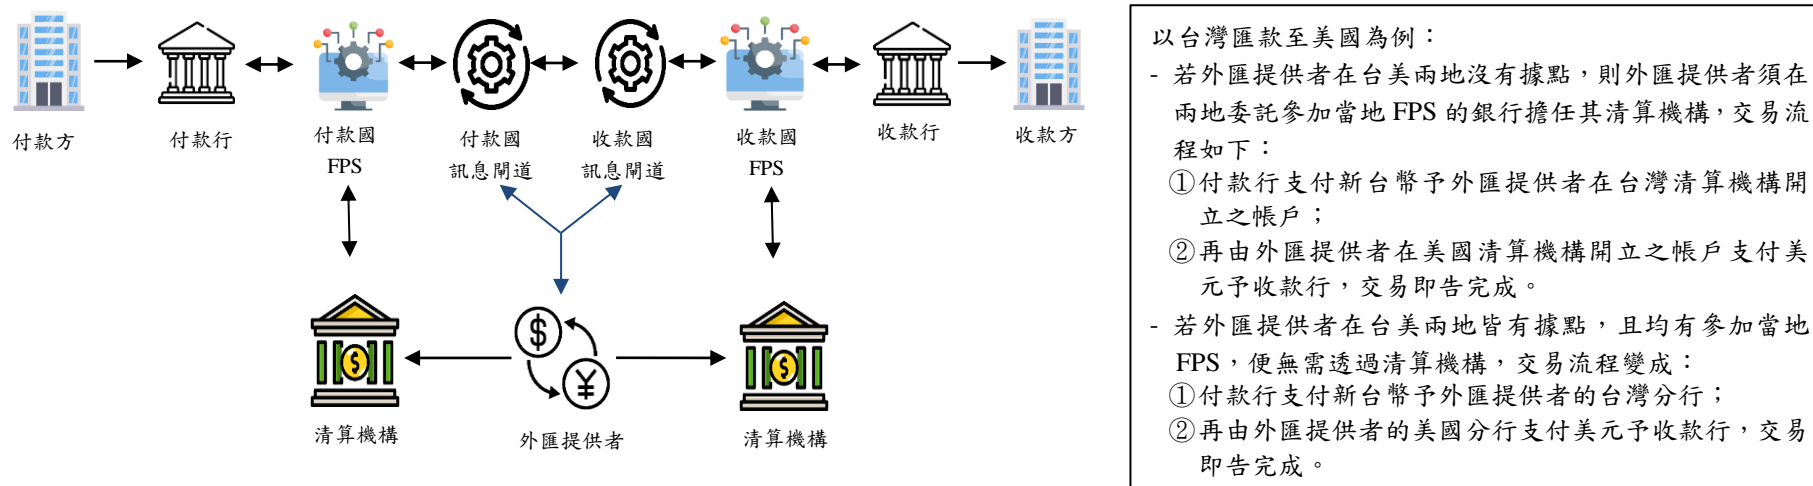 付款方
付款行
付款國
FPS
付款國
訊息閘道
收款國
訊息閘道
收款國
FPS
收款行
收款方
清算機構
外匯提供者
清算機構
以台灣匯款至美國為例：
- 若外匯提供者在台美兩地沒有據點，則外匯提供者須在
兩地委託參加當地 FPS 的銀行擔任其清算機構，交易流
程如下：
①付款行支付新台幣予外匯提供者在台灣清算機構開
立之帳戶；
②再由外匯提供者在美國清算機構開立之帳戶支付美
元予收款行，交易即告完成。
- 若外匯提供者在台美兩地皆有據點，且均有參加當地
FPS，便無需透過清算機構，交易流程變成：
①付款行支付新台幣予外匯提供者的台灣分行；
②再由外匯提供者的美國分行支付美元予收款行，交易
即告完成。